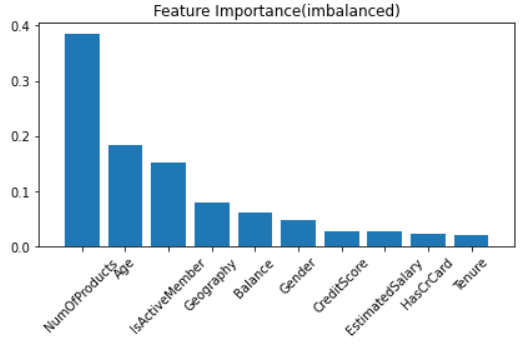 Feature Importance(imbalanced)
0.4
0.3
0.2
0.1
0.0
NumOfProducts
Age
IsActiveMember
Geography
Balance
Gender
CreditScore
EstimatedSalary
HasCrCard
Tenure